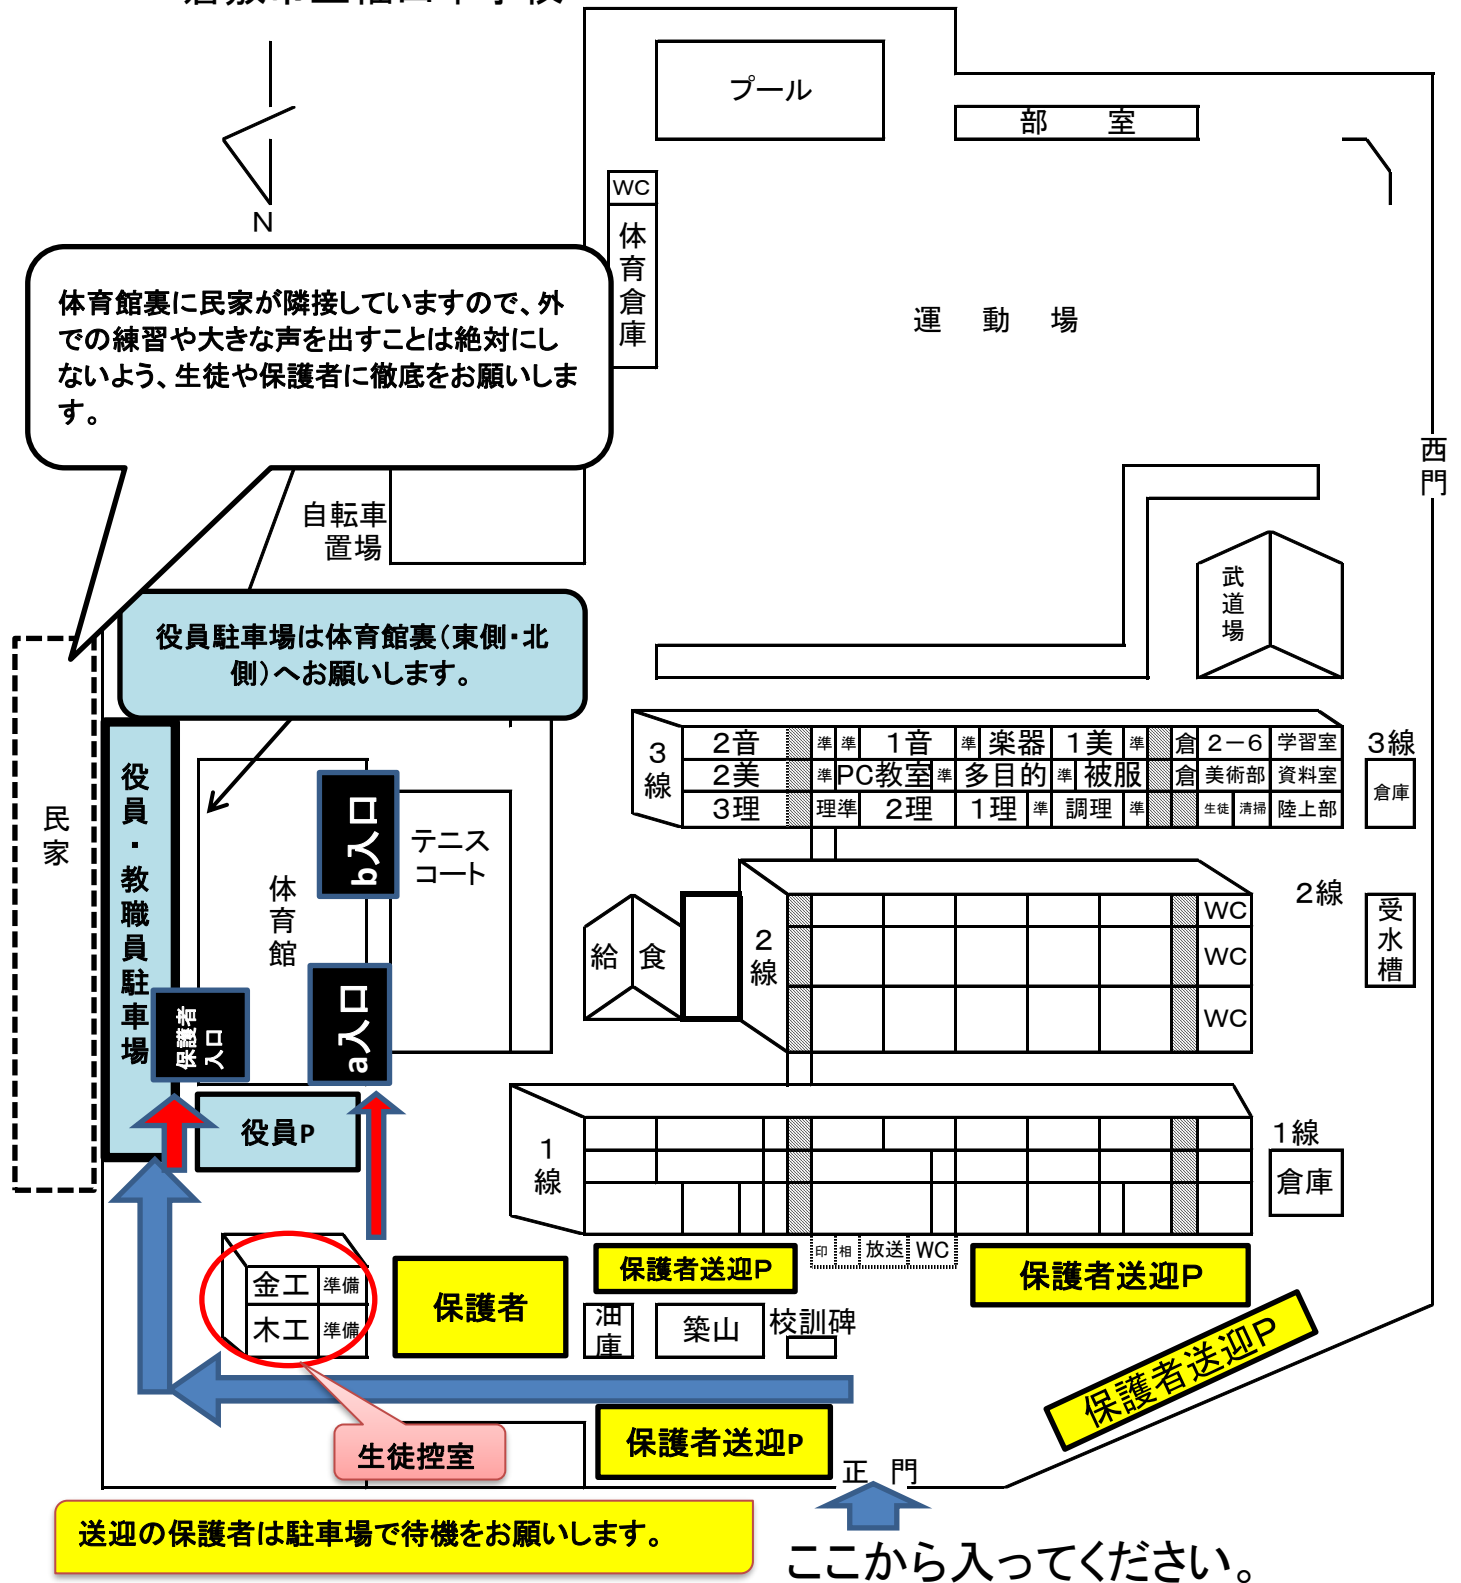 プール
部　室
WC
体育倉庫
N
体育館裏に民家が隣接していますので、外
での練習や大きな声を出すことは絶対にし
ないよう、生徒や保護者に徹底をお願いしま
す。
運　動　場
西門
自転車
置場
武道場
役員駐車場は体育館裏（東側・北
側）へお願いします。
民家
役員・教職員駐車場
体育館
b入口
a入口
テニス
コート
保護者
入口
役員P
3線
2音 準 準 1音 準 楽器 1美 準 倉 2－6 学習室
2美 準 PC教室 準 多目的 準 被服 倉 美術部 資料室
3理 理準 2理 1理 準 調理 準 生徒 清掃 陸上部
3線
倉庫
給食
2線
WC
WC
WC
2線
受水槽
1線
1線
倉庫
印 相 放送 WC
金工 準備
木工 準備
保護者
保護者送迎P
保護者送迎P
油庫
築山
校訓碑
保護者送迎P
生徒控室
保護者送迎P
正　門
送迎の保護者は駐車場で待機をお願いします。
ここから入ってください。